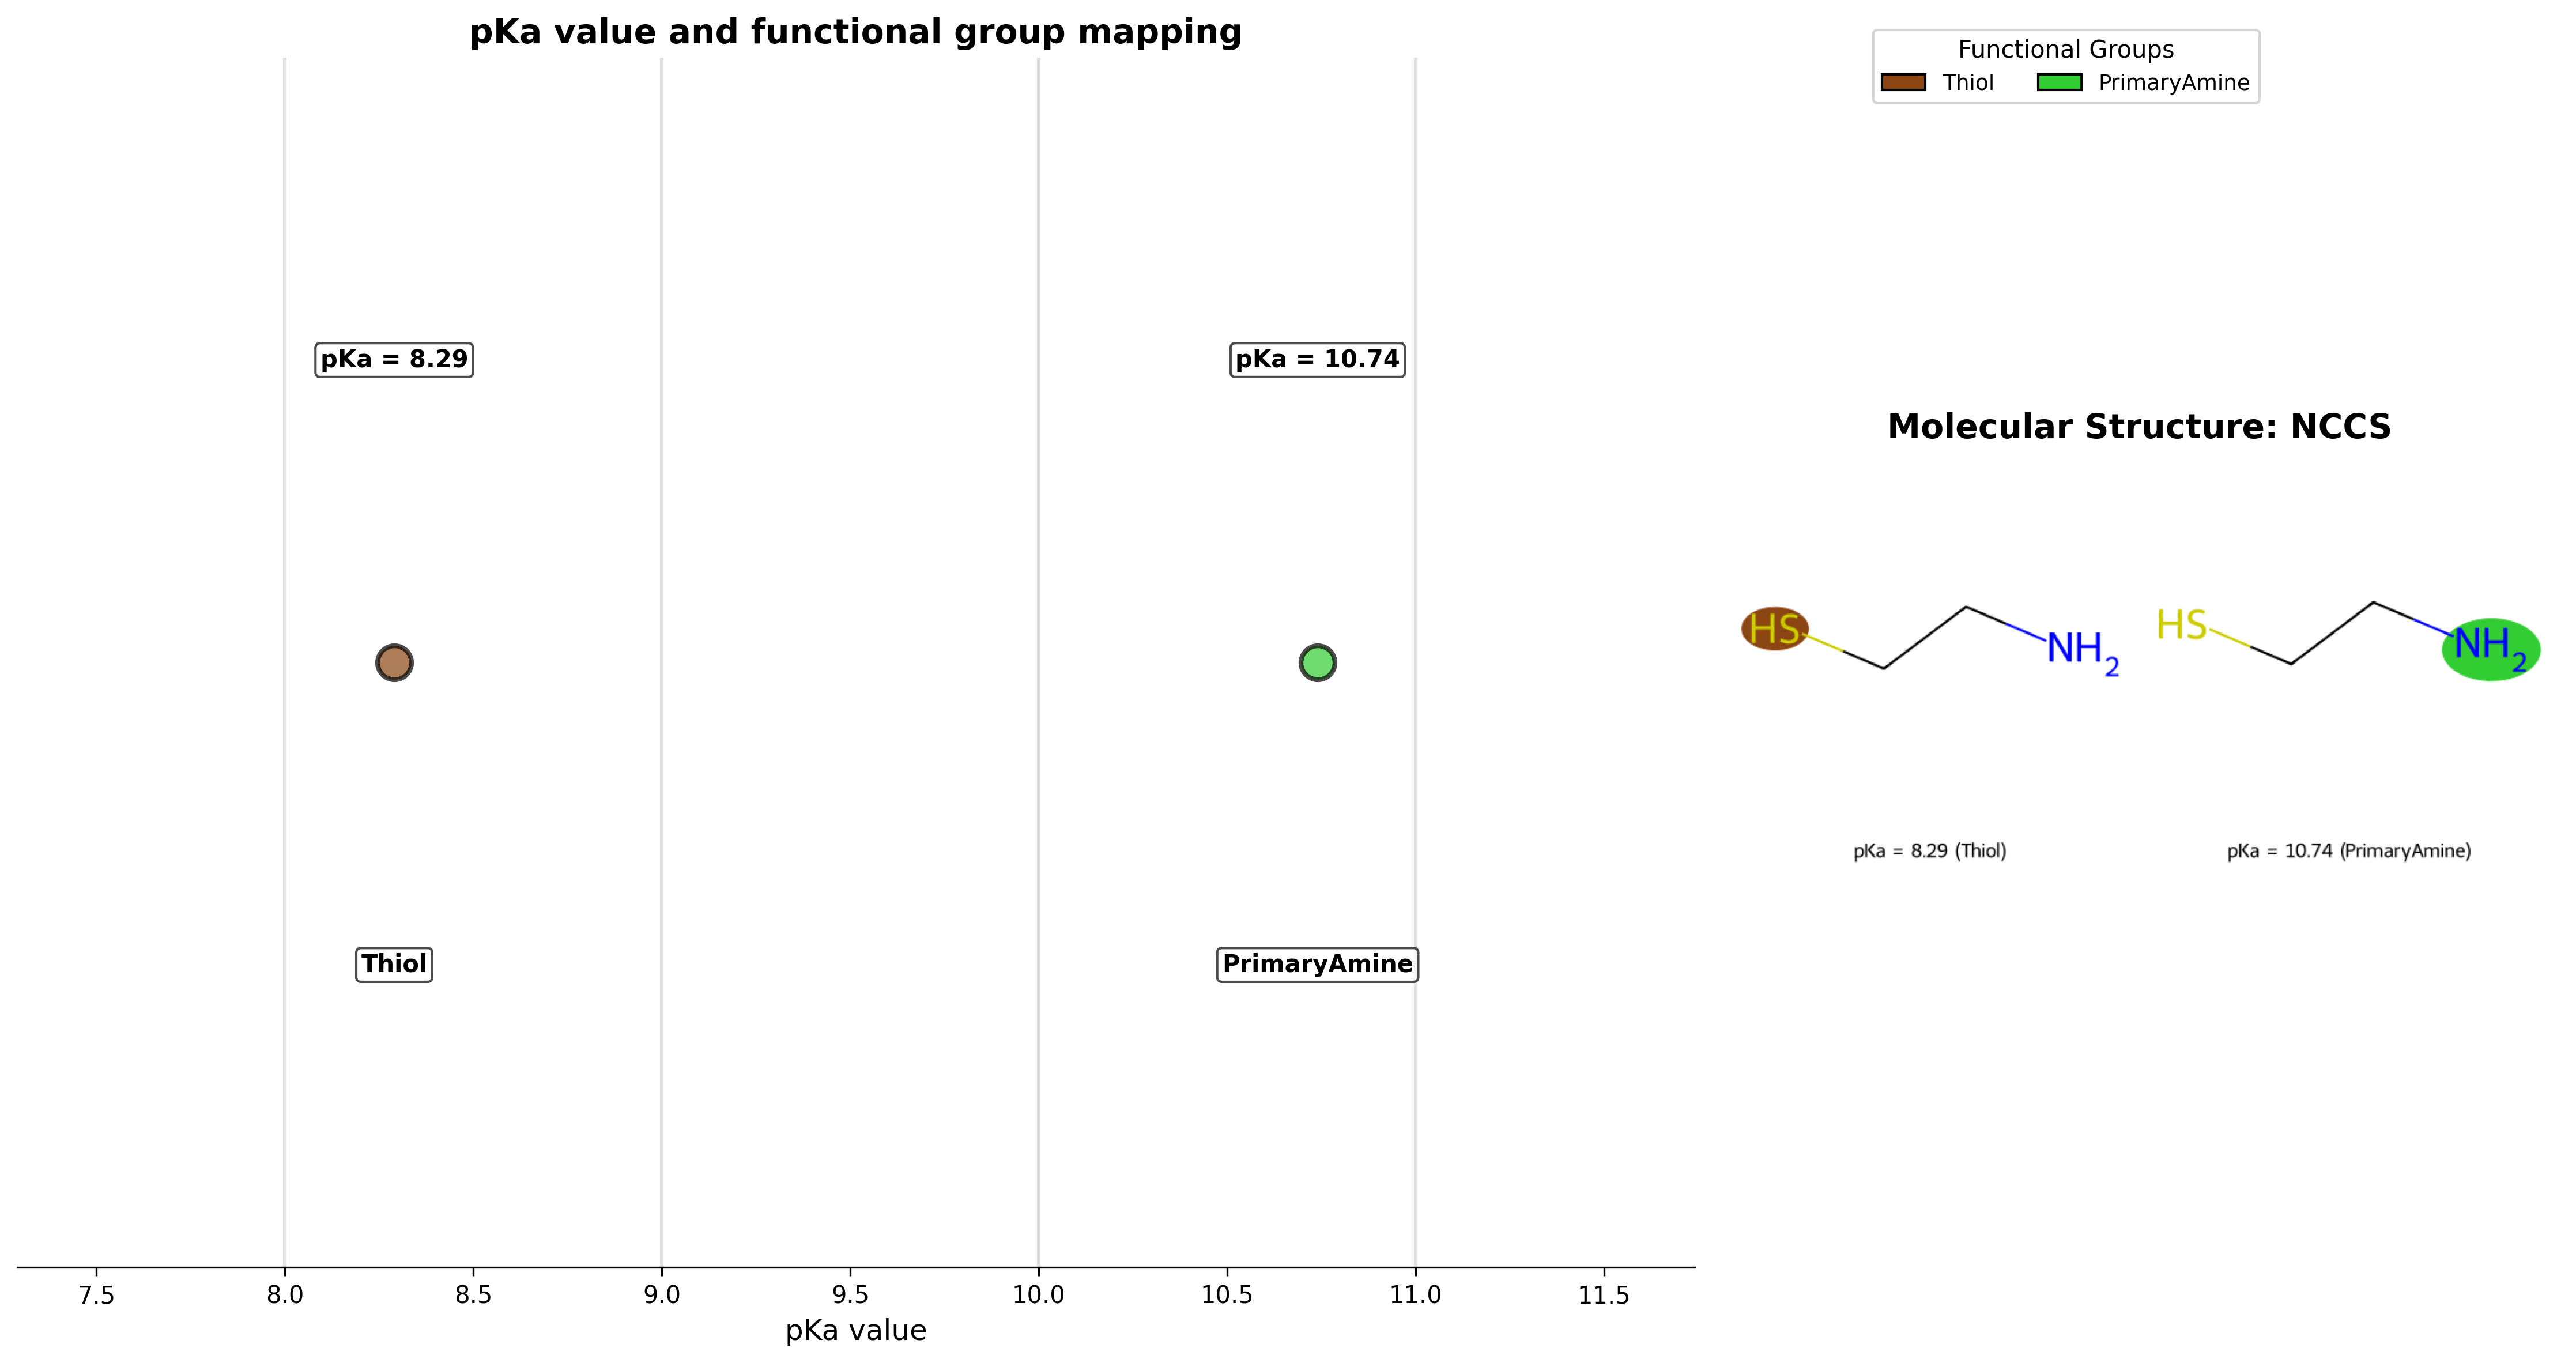 pKa value and functional group mapping
pKa = 8.29
pKa = 10.74
Thiol
PrimaryAmine
7.5
8.0
8.5
9.0
9.5
10.0
10.5
11.0
11.5
pKa value
Functional Groups
Thiol
PrimaryAmine
Molecular Structure: NCCS
HS
NH2
HS
NH2
pKa = 8.29 (Thiol)
pKa = 10.74 (PrimaryAmine)